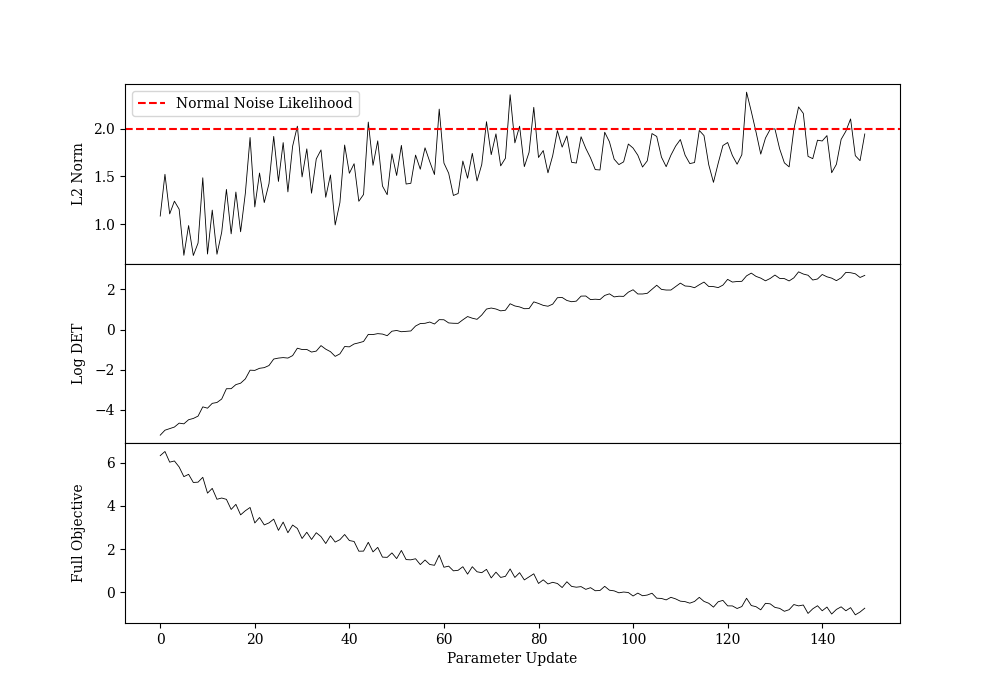 Normal Noise Likelihood
L2 Norm
2.0
1.5
1.0
Log DET
2
0
−2
−4
Full Objective
6
4
2
0
0 20 40 60 80 100 120 140
Parameter Update